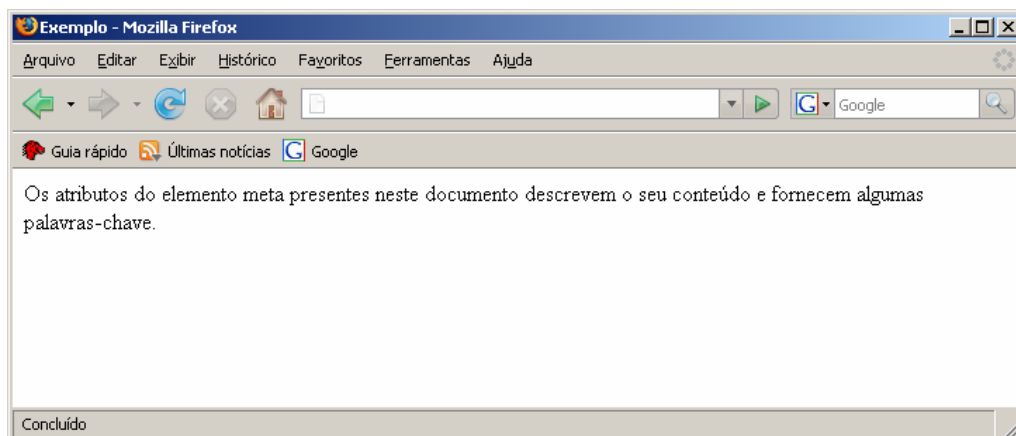 Exemplo - Mozilla Firefox
Arquivo Editar Exibir Histórico Favoritos Ferramentas Ajuda
G Google
Guia rápido Últimas notícias G Google
Os atributos do elemento meta presentes neste documento descrevem o seu conteúdo e fornecem algumas
palavras-chave.
Concluído